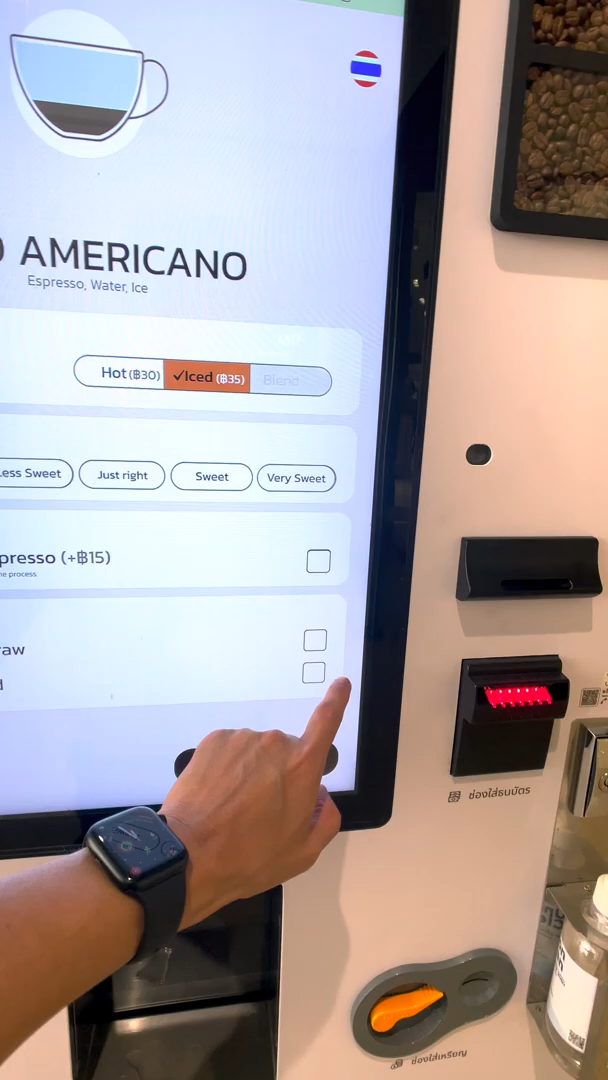 AMERICANO
Espresso, Water, Ice
Hot (฿30) ✓Iced (฿35) Blend
Less Sweet Just right Sweet Very Sweet
presso (+฿15)
he process
raw
ช่องใส่ธนบัตร
ช่องใส่เหรียญ